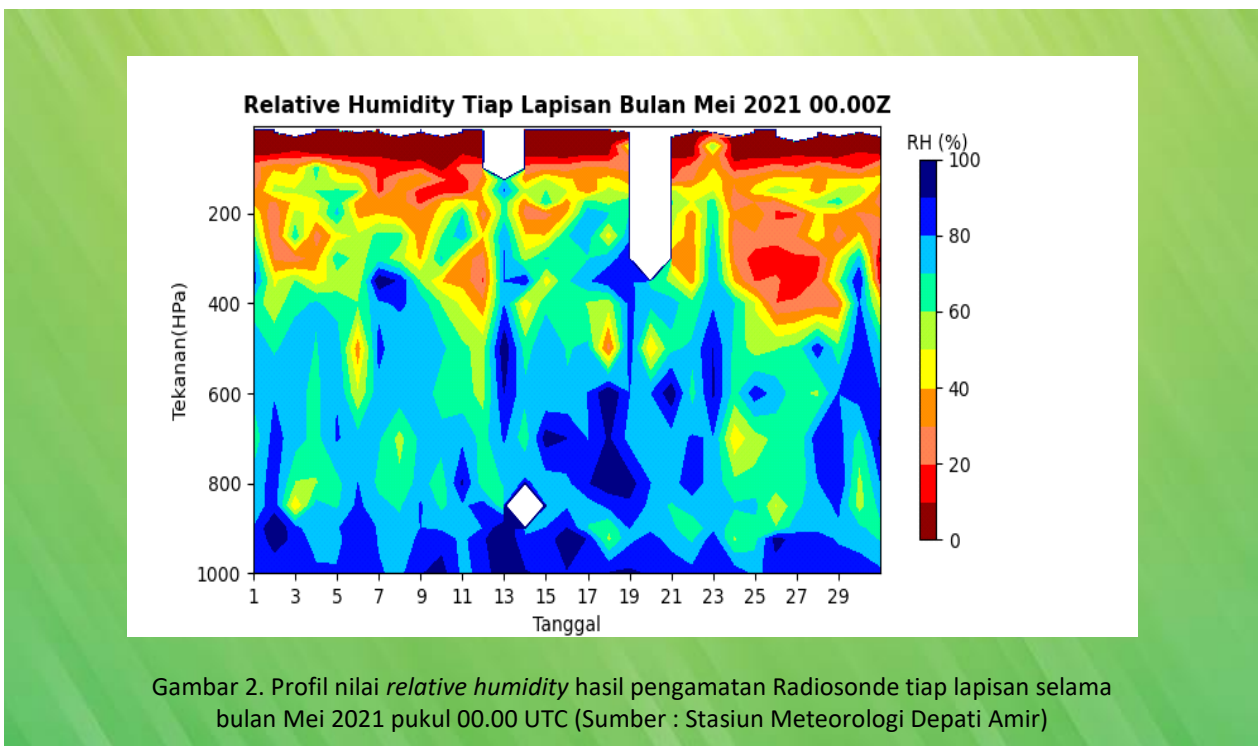 Relative Humidity Tiap Lapisan Bulan Mei 2021 00.00Z
RH (%)
100
80
60
40
20
0
Tekanan(HPa)
200
400
600
800
1000
1 3 5 7 9 11 13 15 17 19 21 23 25 27 29
Tanggal
Gambar 2. Profil nilai relative humidity hasil pengamatan Radiosonde tiap lapisan selama
bulan Mei 2021 pukul 00.00 UTC (Sumber : Stasiun Meteorologi Depati Amir)